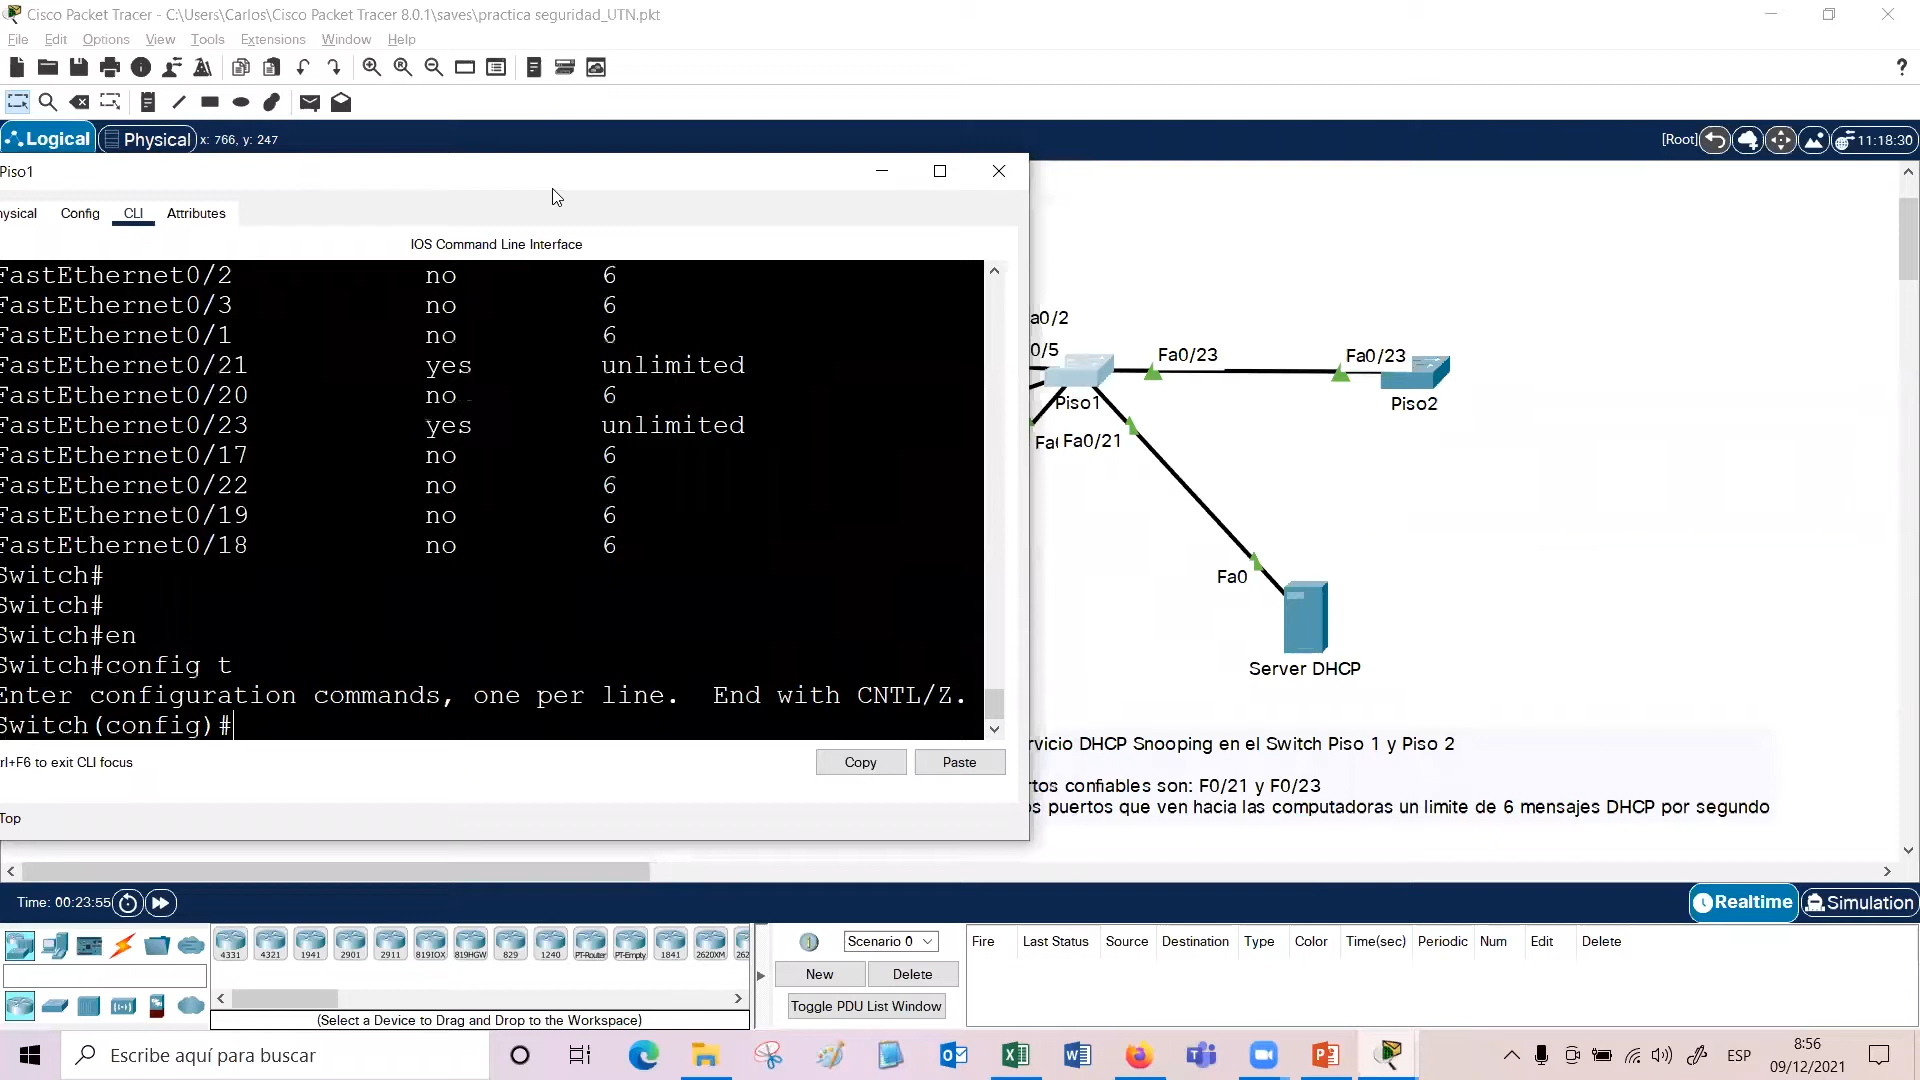 Cisco Packet Tracer - C:\Users\Carlos\Cisco Packet Tracer 8.0.1\saves\practica seguridad_UTN.pkt
File Edit Options View Tools Extensions Window Help
?
Logical Physical x: 766, y: 247 [Root] 11:18:30
Piso1
hysical Config CLI Attributes
IOS Command Line Interface
FastEthernet0/2 no 6
FastEthernet0/3 no 6
FastEthernet0/1 no 6
FastEthernet0/21 yes unlimited
FastEthernet0/20 no 6
FastEthernet0/23 yes unlimited
FastEthernet0/17 no 6
FastEthernet0/22 no 6
FastEthernet0/19 no 6
FastEthernet0/18 no 6
Switch#
Switch#
Switch#en
Switch#config t
Enter configuration commands, one per line. End with CNTL/Z.
Switch(config)#
rl+F6 to exit CLI focus
Copy Paste
Top
a0/2
0/5
Fa0/23
Fa0/23
Piso1
Piso2
Fa( Fa0/21
Fa0
Server DHCP
rvicio DHCP Snooping en el Switch Piso 1 y Piso 2
rtos confiables son: F0/21 y F0/23
s puertos que ven hacia las computadoras un limite de 6 mensajes DHCP por segundo
Time: 00:23:55
Realtime Simulation
4331 4321 1941 2901 2911 819IOX 819HGW 829 1240 PT-Router PT-Empty 1841 2620XM 262
(Select a Device to Drag and Drop to the Workspace)
Scenario 0
New Delete
Toggle PDU List Window
Fire Last Status Source Destination Type Color Time(sec) Periodic Num Edit Delete
Escribe aquí para buscar
ESP
8:56
09/12/2021